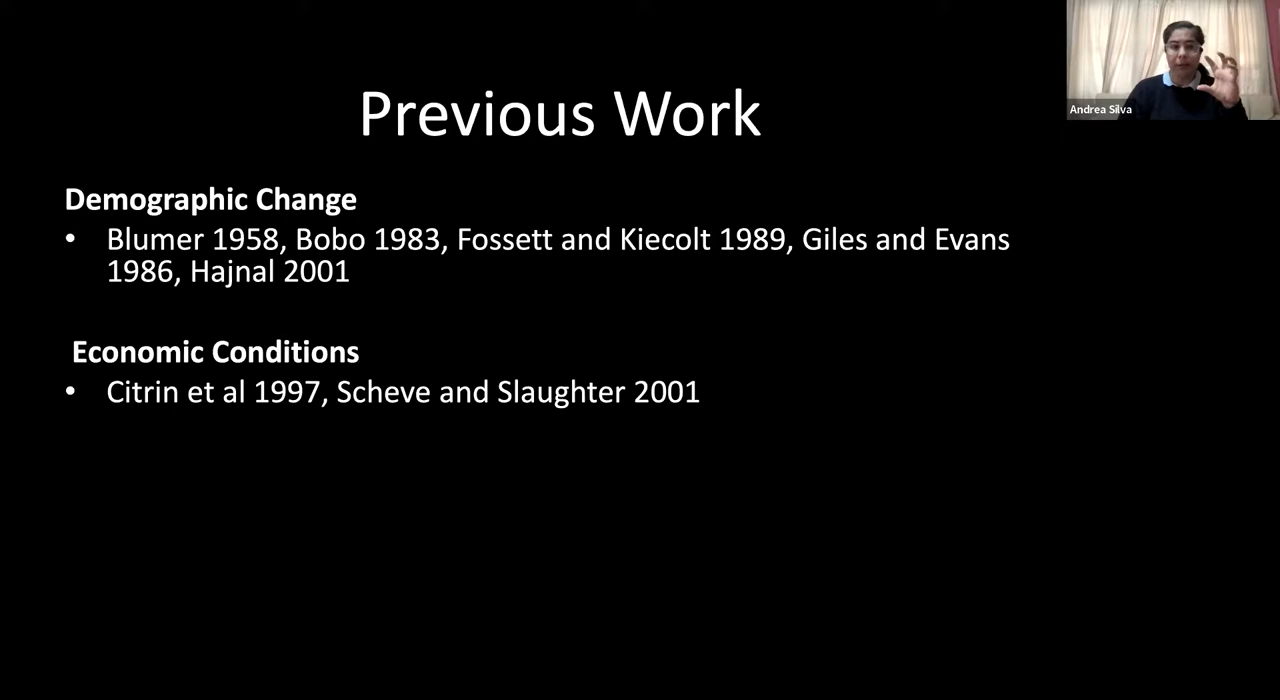 Andrea Silva
Previous Work
Demographic Change
• Blumer 1958, Bobo 1983, Fossett and Kiecolt 1989, Giles and Evans
1986, Hajnal 2001
Economic Conditions
• Citrin et al 1997, Scheve and Slaughter 2001